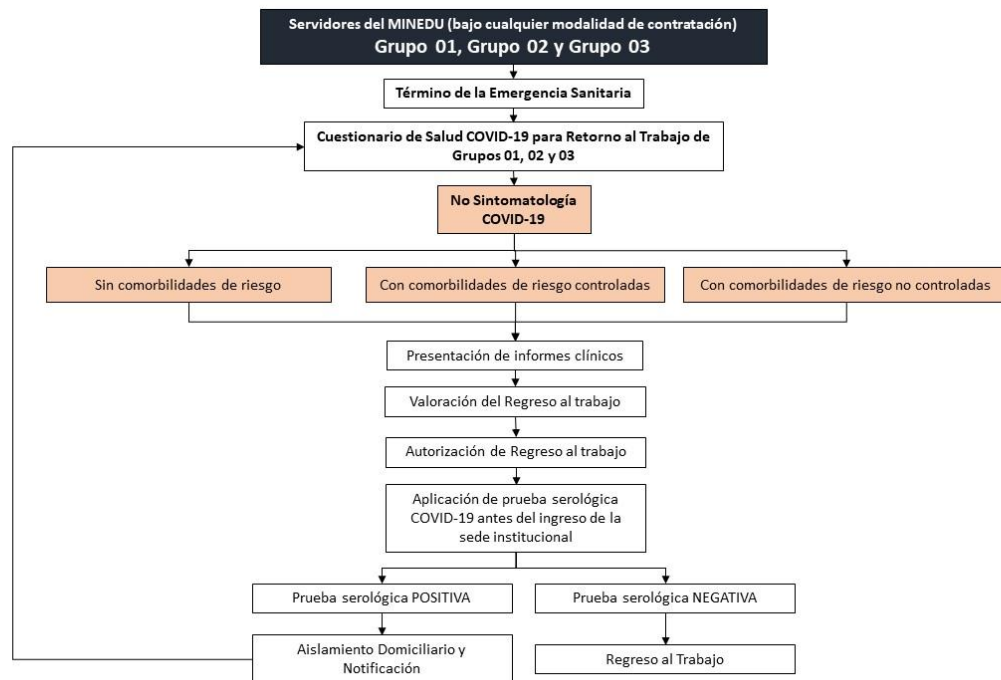 Servidores del MINEDU (bajo cualquier modalidad de contratación)
Grupo 01, Grupo 02 y Grupo 03
Término de la Emergencia Sanitaria
Cuestionario de Salud COVID-19 para Retorno al Trabajo de
Grupos 01, 02 y 03
No Sintomatología
COVID-19
Sin comorbilidades de riesgo
Con comorbilidades de riesgo controladas
Con comorbilidades de riesgo no controladas
Presentación de informes clínicos
Valoración del Regreso al trabajo
Autorización de Regreso al trabajo
Aplicación de prueba serológica
COVID-19 antes del ingreso de la
sede institucional
Prueba serológica POSITIVA
Prueba serológica NEGATIVA
Aislamiento Domiciliario y
Notificación
Regreso al Trabajo